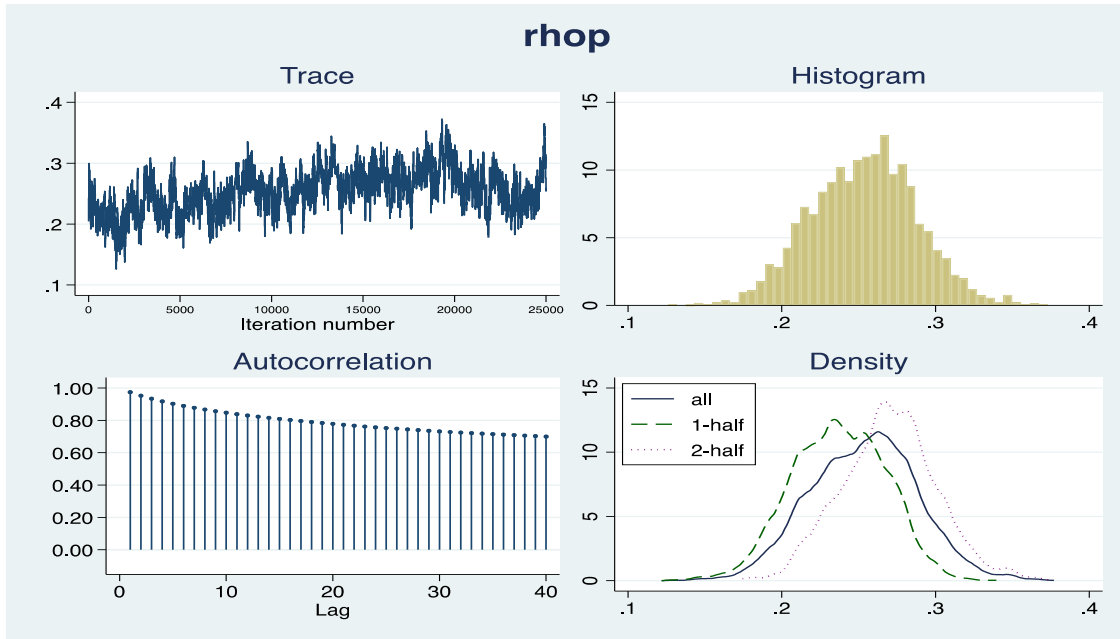 rhop
Trace
.4
.3
.2
.1
0 5000 10000 15000 20000 25000
Iteration number
Histogram
15
10
5
0
.1 .2 .3 .4
Autocorrelation
1.00
0.80
0.60
0.40
0.20
0.00
0 10 20 30 40
Lag
Density
15
10
5
0
all
1-half
2-half
.1 .2 .3 .4